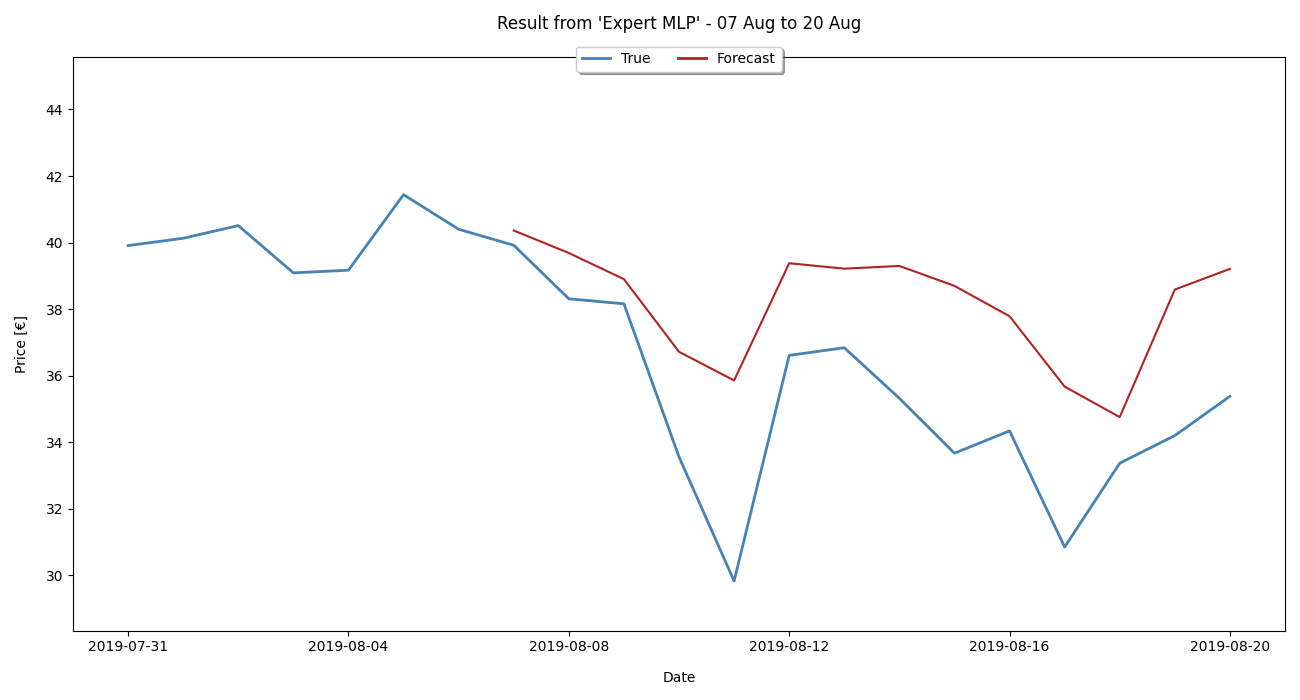 Result from 'Expert MLP' - 07 Aug to 20 Aug
True Forecast
44
42
40
38
36
34
32
30
Price [€]
2019-07-31 2019-08-04 2019-08-08 2019-08-12 2019-08-16 2019-08-20
Date